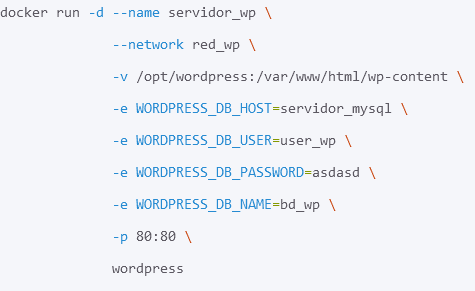 docker run -d --name servidor_wp \
--network red_wp \
-v /opt/wordpress:/var/www/html/wp-content \
-e WORDPRESS_DB_HOST=servidor_mysql \
-e WORDPRESS_DB_USER=user_wp \
-e WORDPRESS_DB_PASSWORD=asdasd \
-e WORDPRESS_DB_NAME=bd_wp \
-p 80:80 \
wordpress